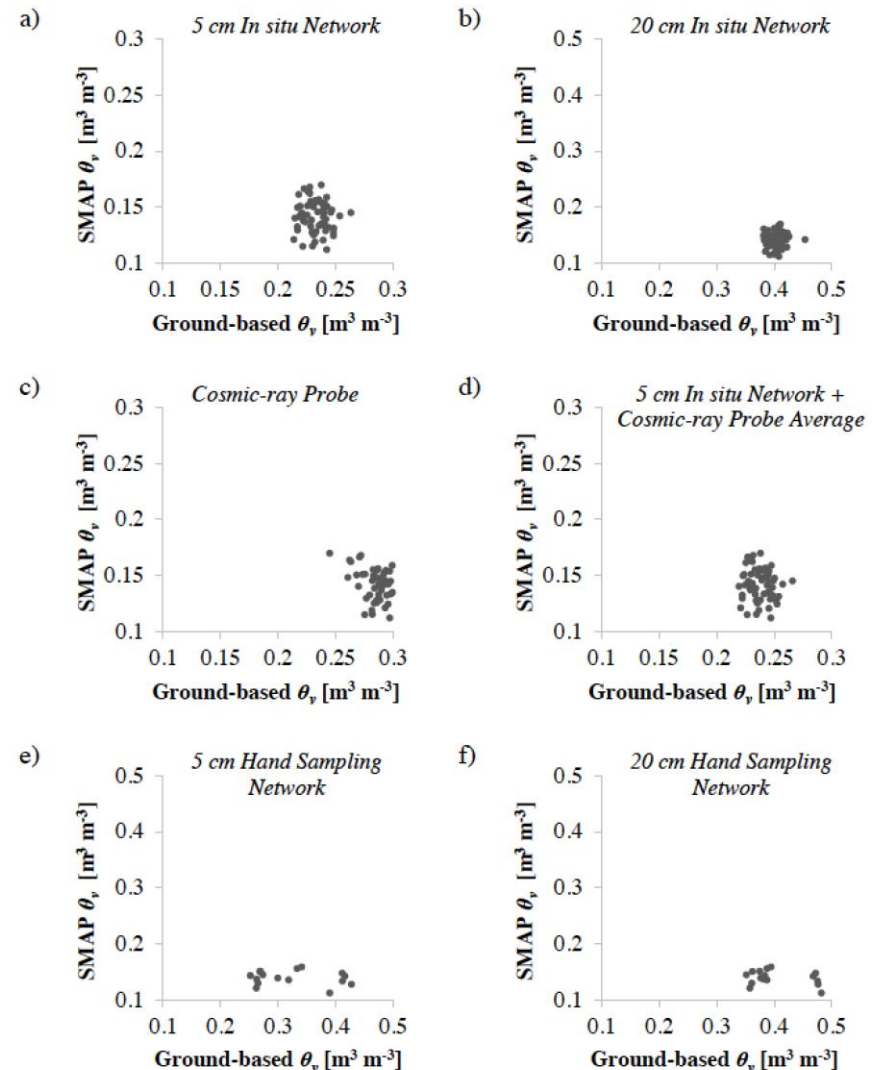 a)
5 cm In situ Network
0.3
0.25
0.2
0.15
0.1
SMAP θv [m³ m⁻³]
0.1 0.15 0.2 0.25 0.3
Ground-based θv [m³ m⁻³]
b)
20 cm In situ Network
0.5
0.4
0.3
0.2
0.1
SMAP θv [m³ m⁻³]
0.1 0.2 0.3 0.4 0.5
Ground-based θv [m³ m⁻³]
c)
Cosmic-ray Probe
0.3
0.25
0.2
0.15
0.1
SMAP θv [m³ m⁻³]
0.1 0.15 0.2 0.25 0.3
Ground-based θv [m³ m⁻³]
d)
5 cm In situ Network +
Cosmic-ray Probe Average
0.3
0.25
0.2
0.15
0.1
SMAP θv [m³ m⁻³]
0.1 0.15 0.2 0.25 0.3
Ground-based θv [m³ m⁻³]
e)
5 cm Hand Sampling
Network
0.5
0.4
0.3
0.2
0.1
SMAP θv [m³ m⁻³]
0.1 0.2 0.3 0.4 0.5
Ground-based θv [m³ m⁻³]
f)
20 cm Hand Sampling
Network
0.5
0.4
0.3
0.2
0.1
SMAP θv [m³ m⁻³]
0.1 0.2 0.3 0.4 0.5
Ground-based θv [m³ m⁻³]